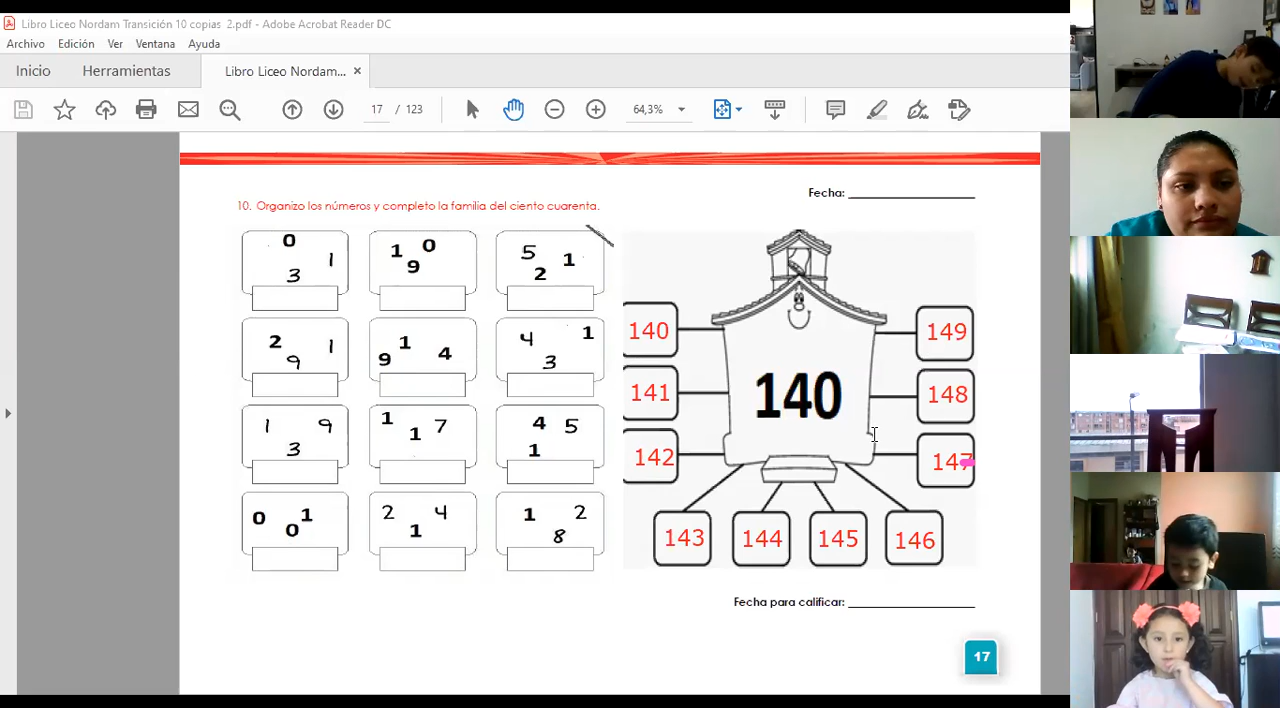 Libro Liceo Nordam Transición 10 copias 2.pdf - Adobe Acrobat Reader DC
Archivo Edición Ver Ventana Ayuda
Inicio Herramientas Libro Liceo Nordam... ×
17 / 123 64,3%
Fecha:
10. Organizo los números y completo la familia del ciento cuarenta.
0 1 3
1 0 9
5 1 2
2 1 9
1 9 4
4 1 3
1 9 3
1 1 7
4 5 1
0 1 0
2 4 1
1 2 8
140
141
142
143
144
145
146
147
148
149
140
Fecha para calificar:
17